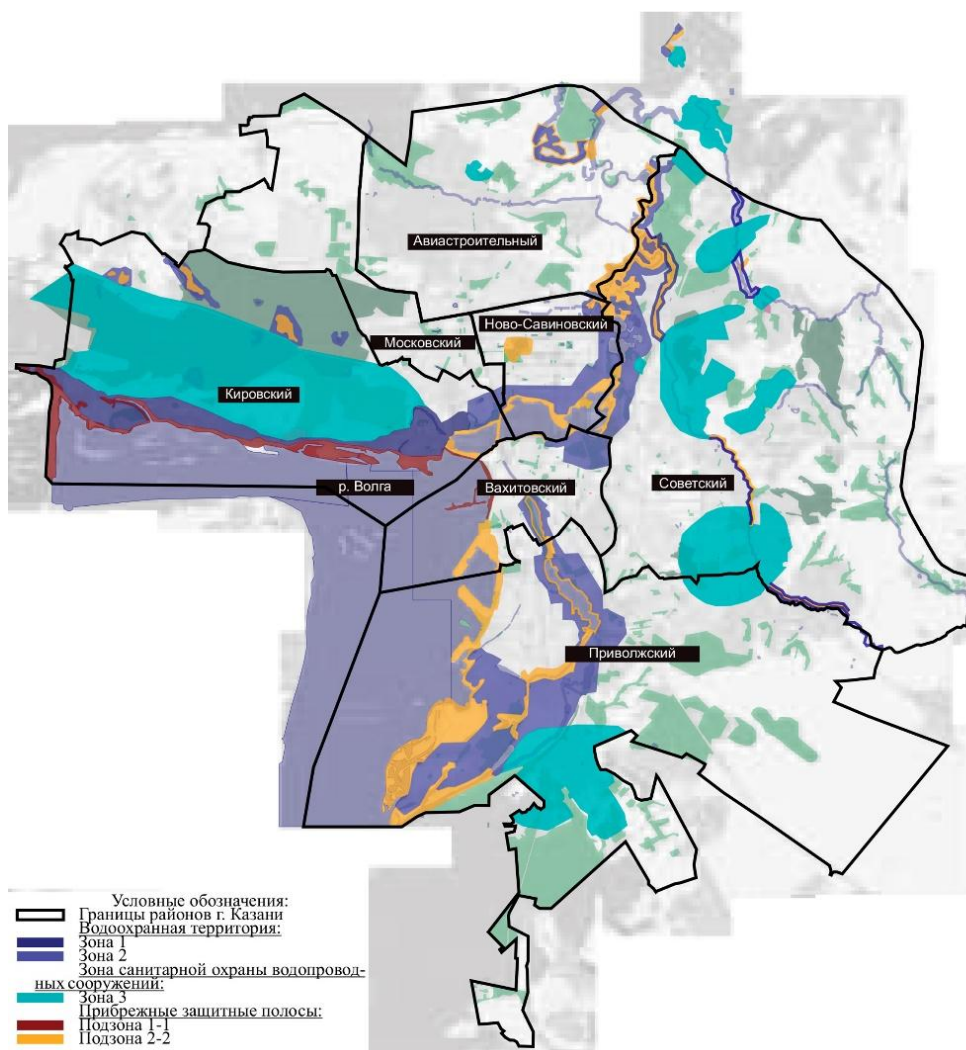 Авиастроительный
Ново-Савиновский
Московский
Кировский
р. Волга
Вахитовский
Советский
Приволжский
Условные обозначения:
Границы районов г. Казани
Водоохранная территория:
Зона 1
Зона 2
Зона санитарной охраны водопровод-
ных сооружений:
Зона 3
Прибрежные защитные полосы:
Подзона 1-1
Подзона 2-2